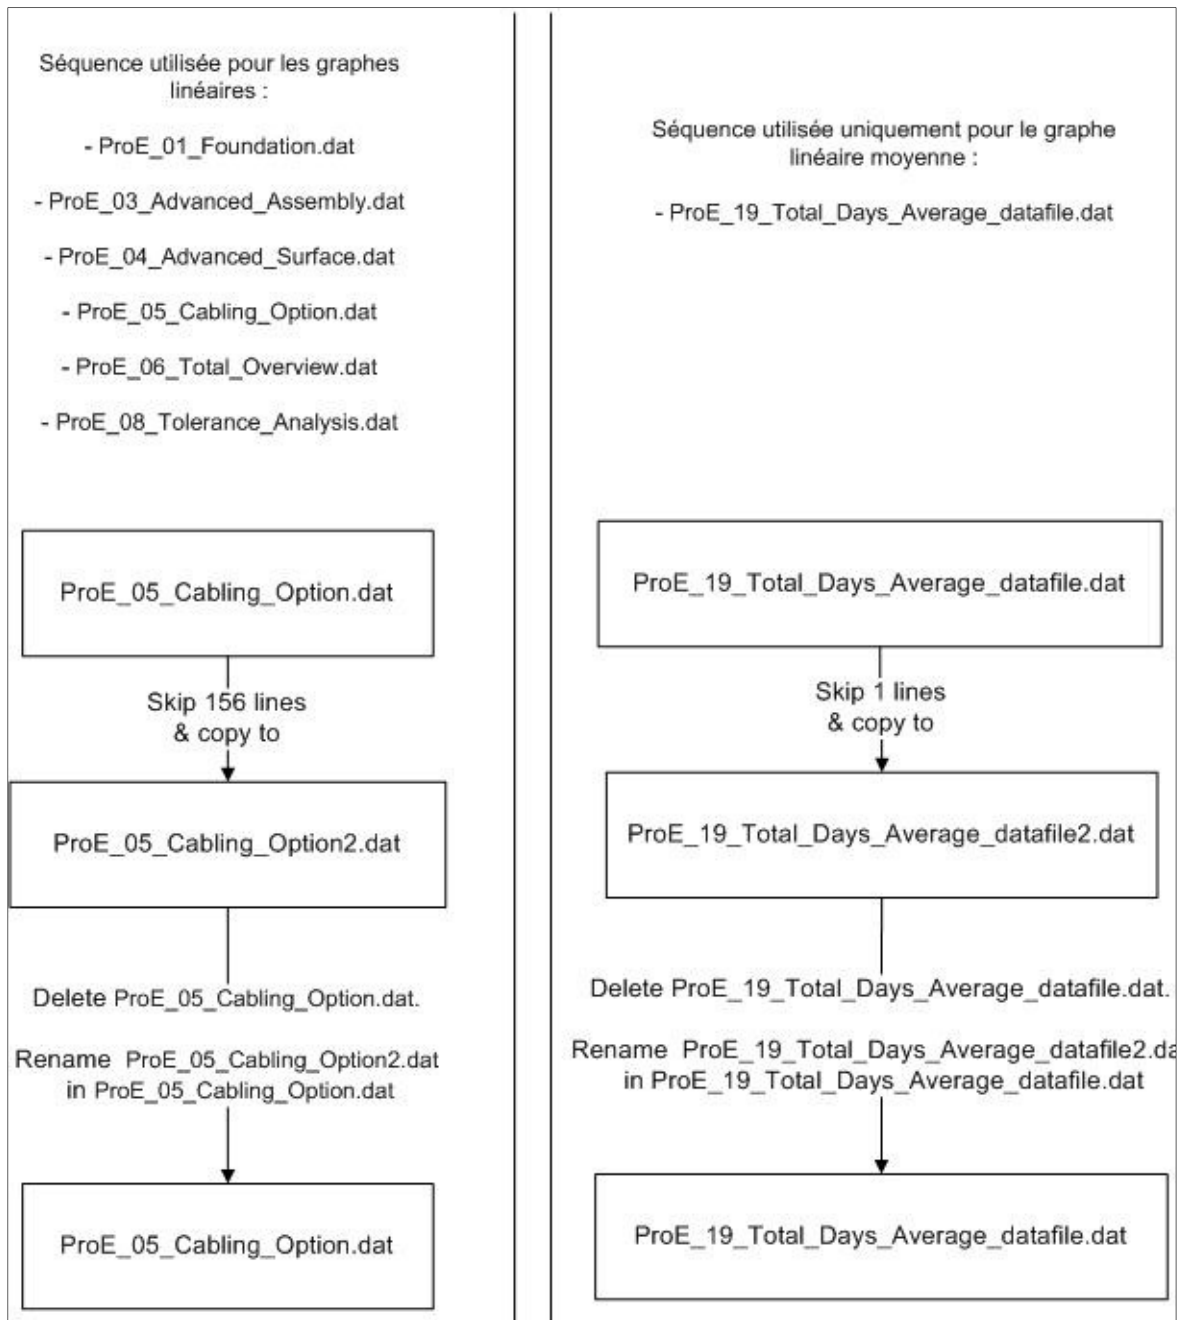 Séquence utilisée pour les graphes
linéaires :
- ProE_01_Foundation.dat
- ProE_03_Advanced_Assembly.dat
- ProE_04_Advanced_Surface.dat
- ProE_05_Cabling_Option.dat
- ProE_06_Total_Overview.dat
- ProE_08_Tolerance_Analysis.dat
ProE_05_Cabling_Option.dat
Skip 156 lines
& copy to
ProE_05_Cabling_Option2.dat
Delete ProE_05_Cabling_Option.dat.
Rename ProE_05_Cabling_Option2.dat
in ProE_05_Cabling_Option.dat
ProE_05_Cabling_Option.dat
Séquence utilisée uniquement pour le graphe
linéaire moyenne :
- ProE_19_Total_Days_Average_datafile.dat
ProE_19_Total_Days_Average_datafile.dat
Skip 1 lines
& copy to
ProE_19_Total_Days_Average_datafile2.dat
Delete ProE_19_Total_Days_Average_datafile.dat.
Rename ProE_19_Total_Days_Average_datafile2.da
in ProE_19_Total_Days_Average_datafile.dat
ProE_19_Total_Days_Average_datafile.dat